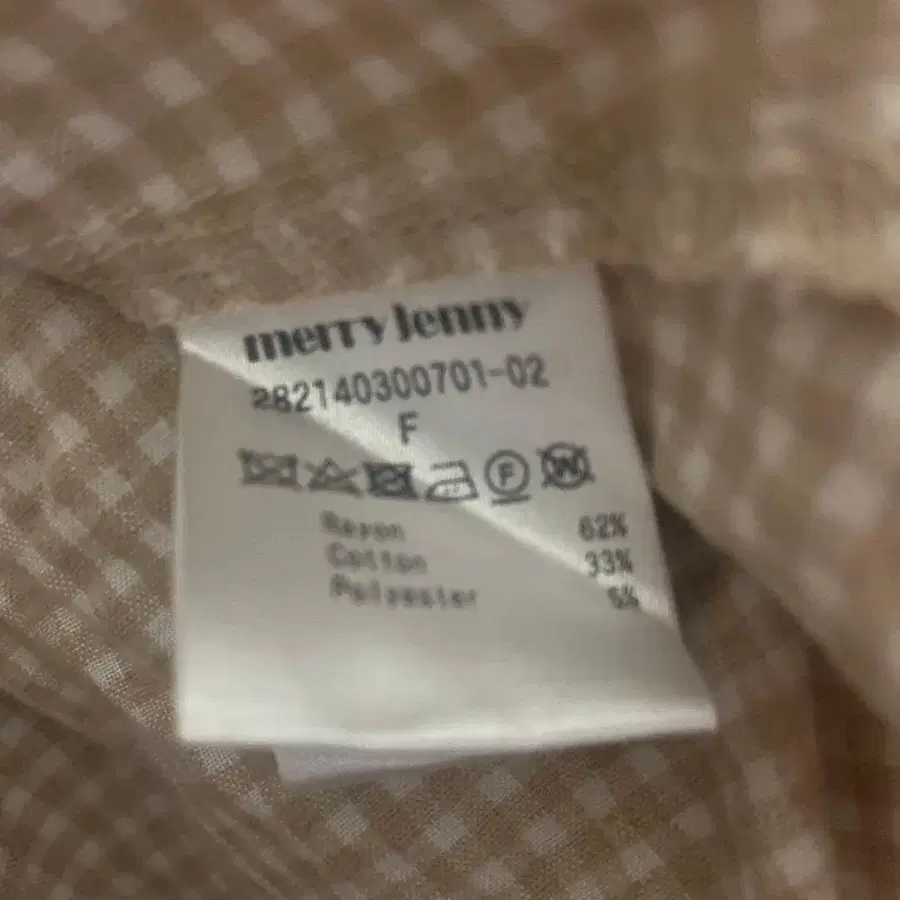 merry jenny
282140300701-02
F
F W
Rayon 62%
Cotton 33%
Polyester 5%